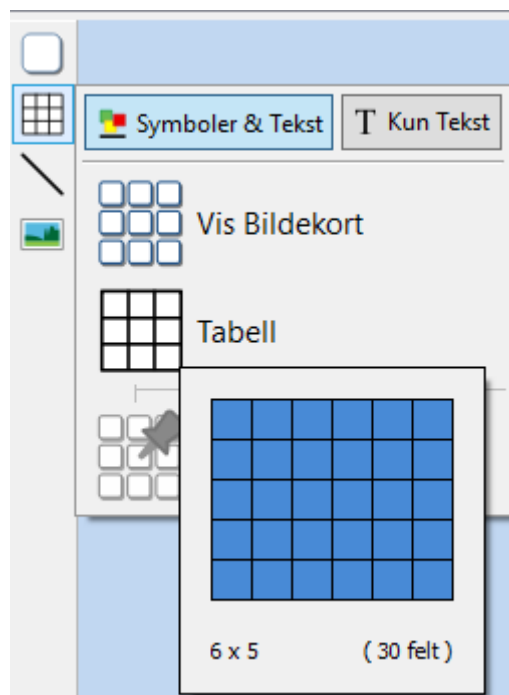 Symboler & Tekst
T Kun Tekst
Vis Bildekort
Tabell
6 x 5 ( 30 felt )